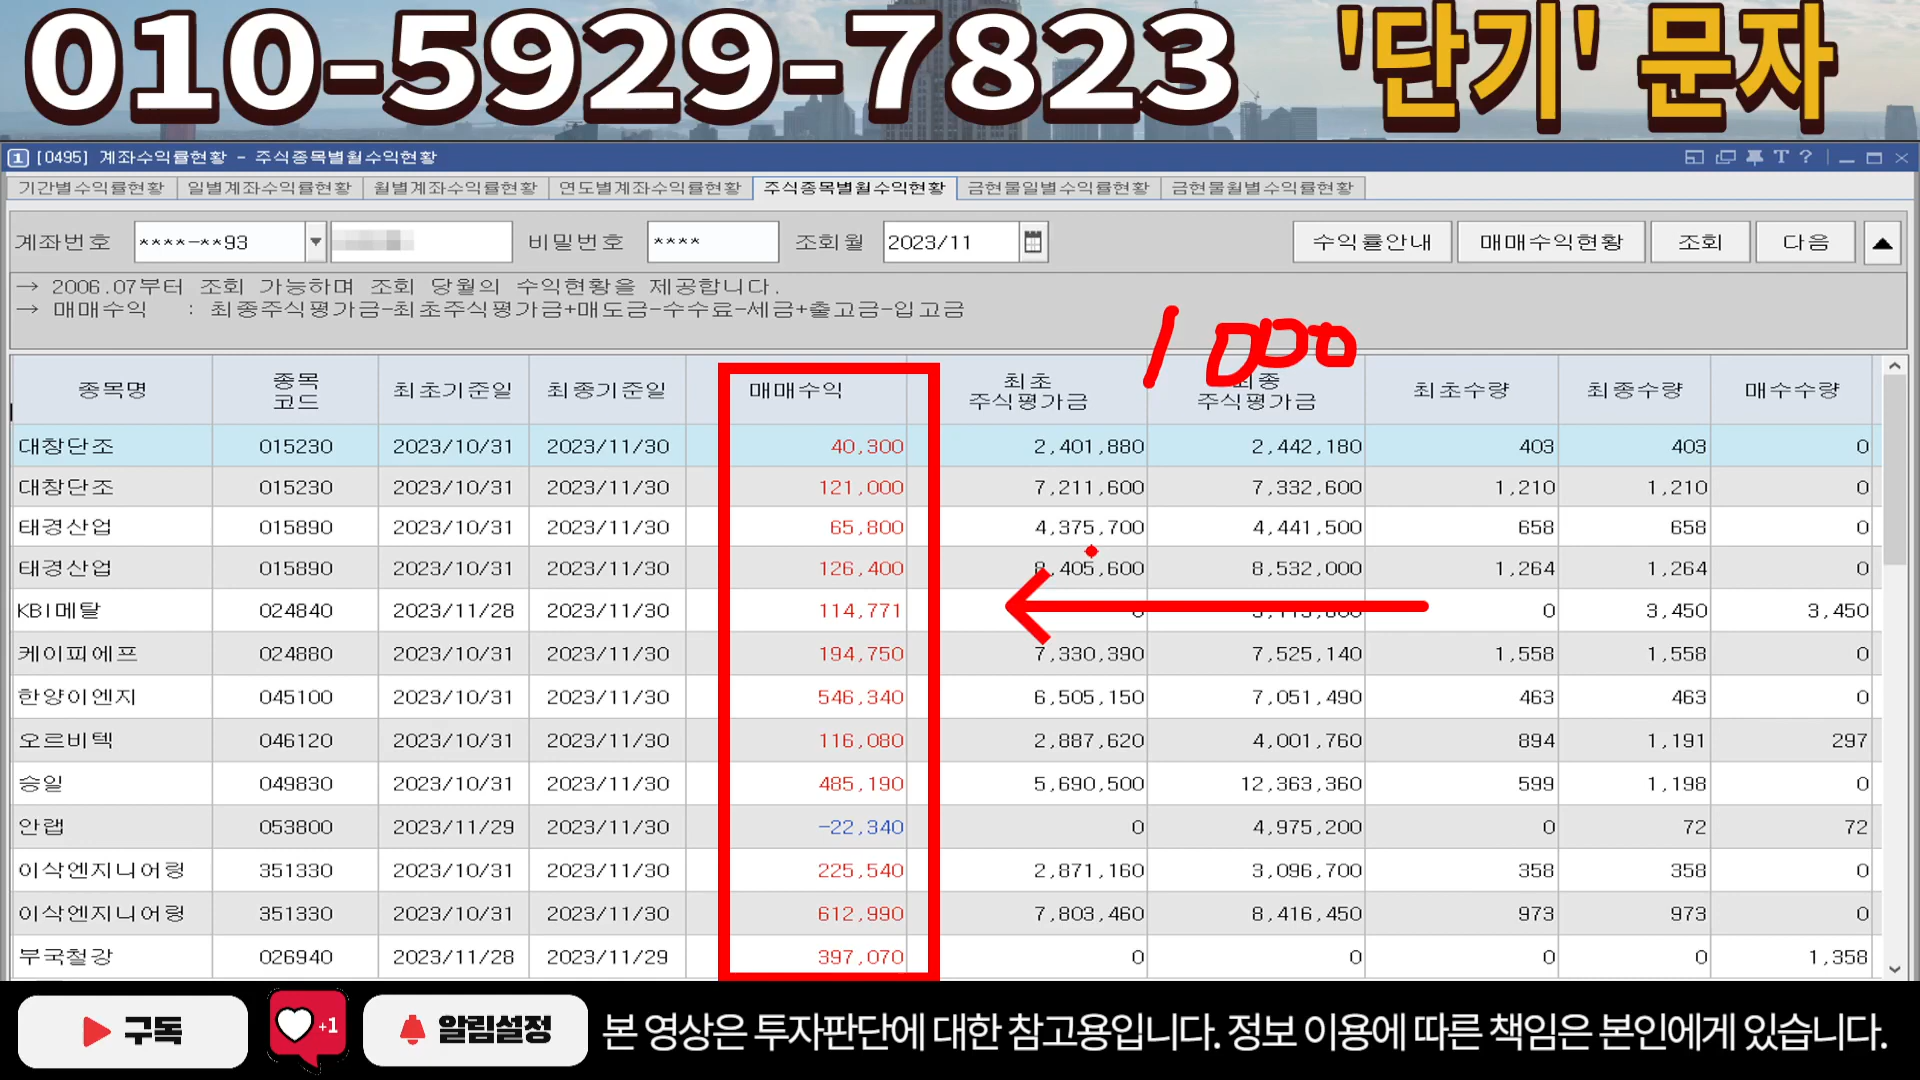 010-5929-7823 '단기' 문자
1 [0495] 계좌수익률현황 - 주식종목별월수익현황
기간별수익률현황 일별계좌수익률현황 월별계좌수익률현황 연도별계좌수익률현황 주식종목별월수익현황 금현물일별수익률현황 금현물월별수익률현황
계좌번호 ****-**93 비밀번호 **** 조회월 2023/11 수익률안내 매매수익현황 조회 다음
→ 2006.07부터 조회 가능하며 조회 당월의 수익현황을 제공합니다.
→ 매매수익 : 최종주식평가금-최초주식평가금+매도금-수수료-세금+출고금-입고금
1000
종목명 종목코드 최초기준일 최종기준일 매매수익 최초주식평가금 최종주식평가금 최초수량 최종수량 매수수량
대창단조 015230 2023/10/31 2023/11/30 40,300 2,401,880 2,442,180 403 403 0
대창단조 015230 2023/10/31 2023/11/30 121,000 7,211,600 7,332,600 1,210 1,210 0
태경산업 015890 2023/10/31 2023/11/30 65,800 4,375,700 4,441,500 658 658 0
태경산업 015890 2023/10/31 2023/11/30 126,400 8,405,600 8,532,000 1,264 1,264 0
KBI메탈 024840 2023/11/28 2023/11/30 114,771 0 0 3,450 3,450
케이피에프 024880 2023/10/31 2023/11/30 194,750 7,330,390 7,525,140 1,558 1,558 0
한양이엔지 045100 2023/10/31 2023/11/30 546,340 6,505,150 7,051,490 463 463 0
오르비텍 046120 2023/10/31 2023/11/30 116,080 2,887,620 4,001,760 894 1,191 297
승일 049830 2023/10/31 2023/11/30 485,190 5,690,500 12,363,360 599 1,198 0
안랩 053800 2023/11/29 2023/11/30 -22,340 0 4,975,200 0 72 72
이삭엔지니어링 351330 2023/10/31 2023/11/30 225,540 2,871,160 3,096,700 358 358 0
이삭엔지니어링 351330 2023/10/31 2023/11/30 612,990 7,803,460 8,416,450 973 973 0
부국철강 026940 2023/11/28 2023/11/29 397,070 0 0 0 0 1,358
구독 +1 알림설정 본 영상은 투자판단에 대한 참고용입니다. 정보 이용에 따른 책임은 본인에게 있습니다.